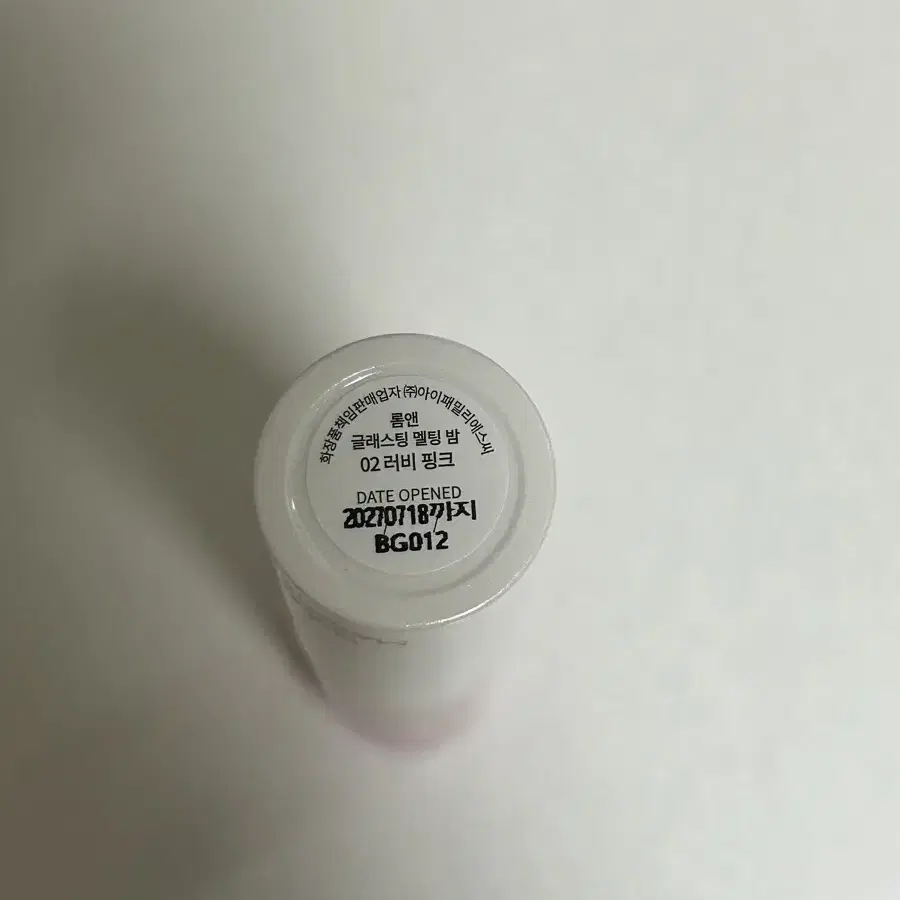 화장품책임판매업자 ㈜아이패밀리에스씨
롬앤
글래스팅 멜팅 밤
02 러비 핑크
DATE OPENED
20270718까지
BG012